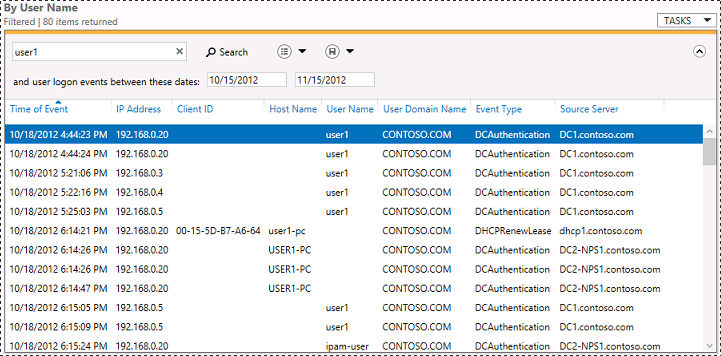 By User Name
Filtered | 80 items returned
TASKS
user1 Search
and user logon events between these dates: 10/15/2012 11/15/2012
Time of Event IP Address Client ID Host Name User Name User Domain Name Event Type Source Server
10/18/2012 4:44:23 PM 192.168.0.20 user1 CONTOSO.COM DCAuthentication DC1.contoso.com
10/18/2012 4:44:24 PM 192.168.0.20 user1 CONTOSO.COM DCAuthentication DC1.contoso.com
10/18/2012 5:21:06 PM 192.168.0.3 user1 CONTOSO.COM DCAuthentication DC1.contoso.com
10/18/2012 5:22:16 PM 192.168.0.4 user1 CONTOSO.COM DCAuthentication DC1.contoso.com
10/18/2012 5:25:03 PM 192.168.0.5 user1 CONTOSO.COM DCAuthentication DC1.contoso.com
10/18/2012 6:14:21 PM 192.168.0.20 00-15-5D-B7-A6-64 user1-pc CONTOSO.COM DHCPRenewLease dhcp1.contoso.com
10/18/2012 6:14:26 PM 192.168.0.20 USER1-PC CONTOSO.COM DCAuthentication DC2-NPS1.contoso.com
10/18/2012 6:14:26 PM 192.168.0.20 USER1-PC CONTOSO.COM DCAuthentication DC2-NPS1.contoso.com
10/18/2012 6:14:47 PM 192.168.0.20 USER1-PC CONTOSO.COM DCAuthentication DC2-NPS1.contoso.com
10/18/2012 6:15:05 PM 192.168.0.5 user1 CONTOSO.COM DCAuthentication DC1.contoso.com
10/18/2012 6:15:09 PM 192.168.0.5 user1 CONTOSO.COM DCAuthentication DC1.contoso.com
10/18/2012 6:15:24 PM 192.168.0.20 ipam-user CONTOSO.COM DCAuthentication DC2-NPS1.contoso.com